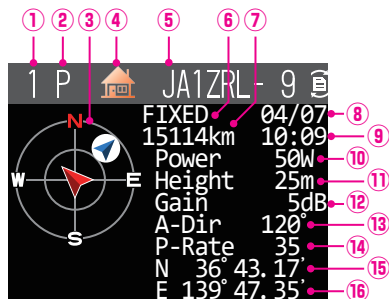 ① ② ③ ④ ⑤ ⑥ ⑦
1 P JA1ZRL- 9
FIXED 04/07 ⑧
15114km 10:09 ⑨
Power 50W ⑩
Height 25m ⑪
Gain 5dB ⑫
A-Dir 120° ⑬
P-Rate 35 ⑭
N 36°43.17' ⑮
E 139°47.35' ⑯
N
W E
S